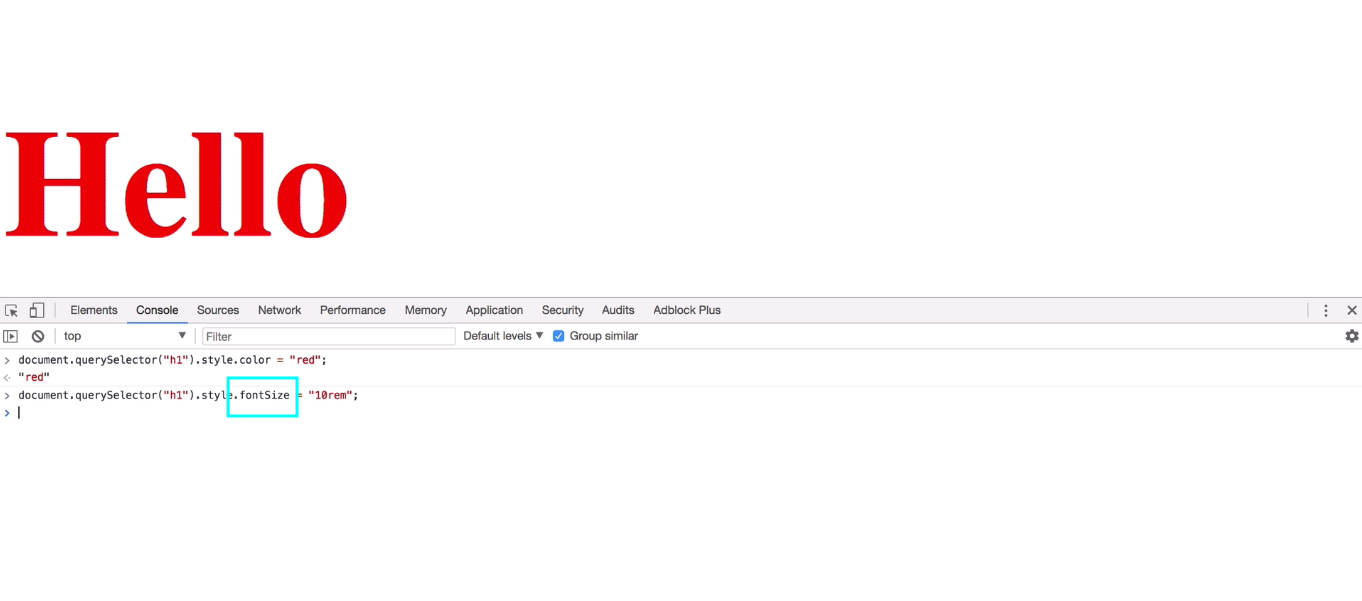 Hello
Elements Console Sources Network Performance Memory Application Security Audits Adblock Plus
top Filter Default levels Group similar
document.querySelector("h1").style.color = "red";
"red"
document.querySelector("h1").style.fontSize = "10rem";